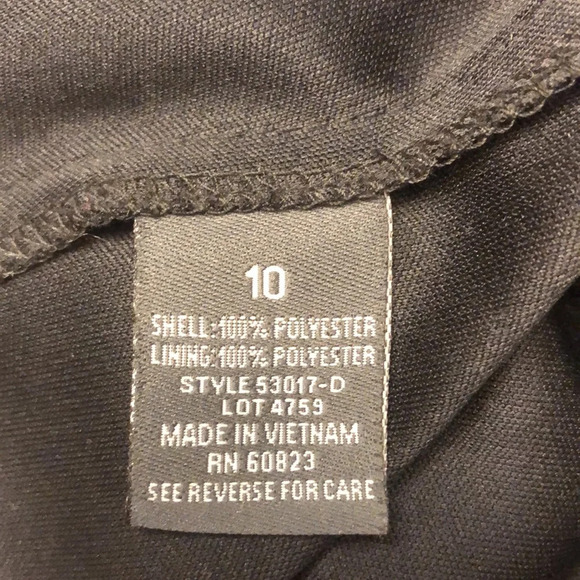 10
SHELL:100% POLYESTER
LINING:100% POLYESTER
STYLE 53017-D
LOT 4759
MADE IN VIETNAM
RN 60823
SEE REVERSE FOR CARE